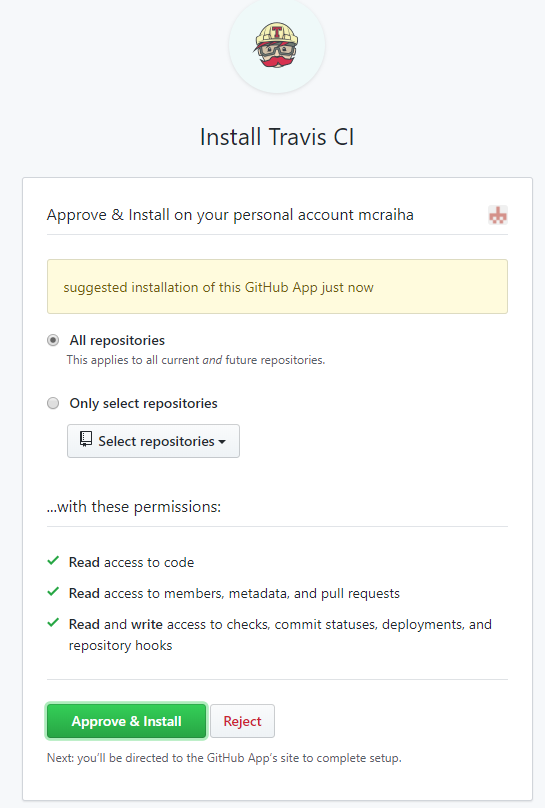 T
Install Travis CI
Approve & Install on your personal account mcraiha
suggested installation of this GitHub App just now
All repositories
This applies to all current and future repositories.
Only select repositories
Select repositories
...with these permissions:
Read access to code
Read access to members, metadata, and pull requests
Read and write access to checks, commit statuses, deployments, and
repository hooks
Approve & Install
Reject
Next: you'll be directed to the GitHub App's site to complete setup.